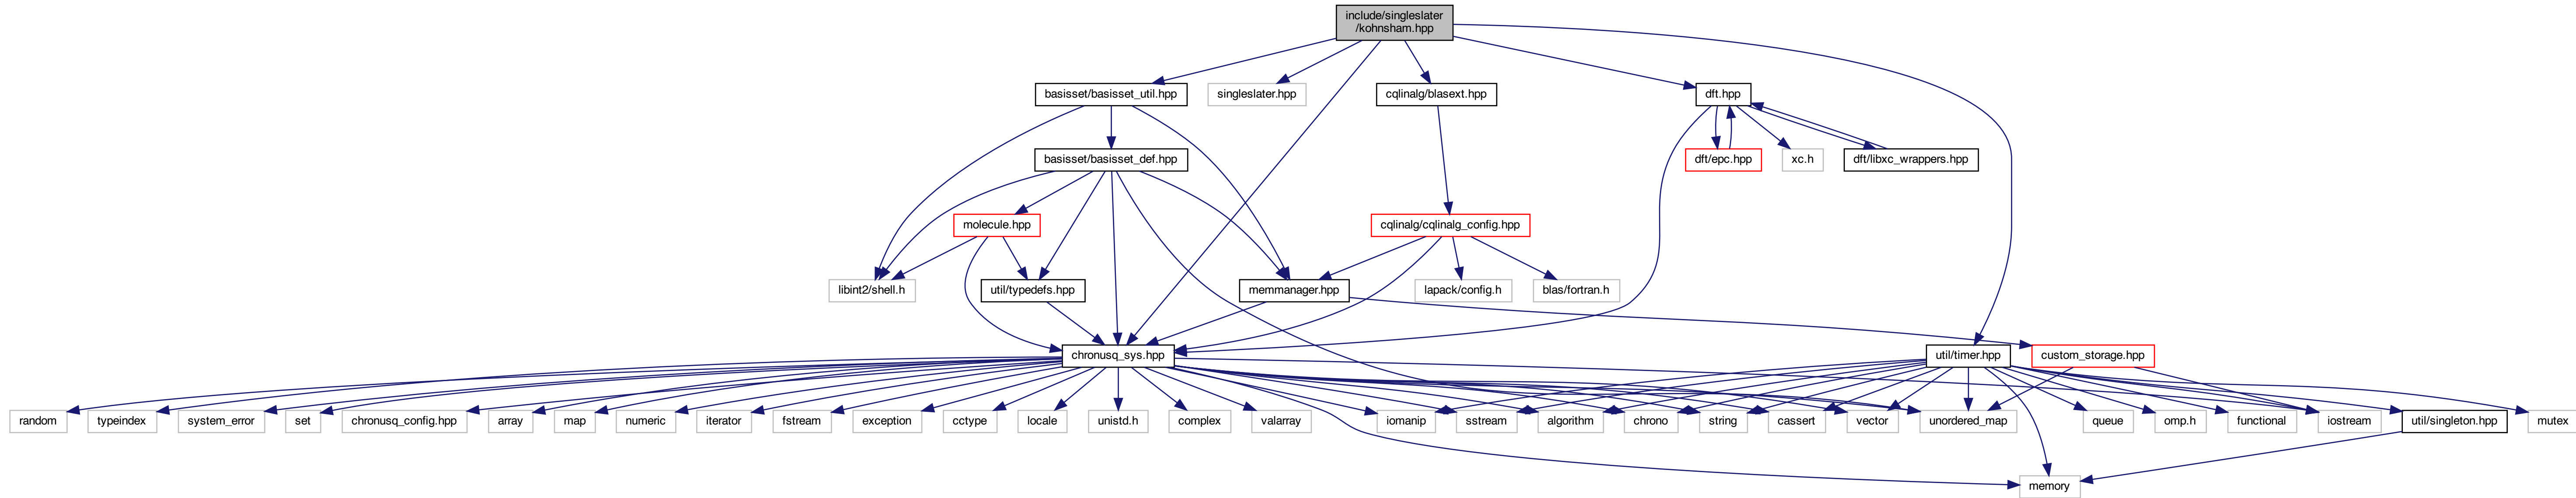 include/singleslater
/kohnsham.hpp
basisset/basisset_util.hpp
singleslater.hpp
cqlinalg/blasext.hpp
dft.hpp
basisset/basisset_def.hpp
dft/epc.hpp
xc.h
dft/libxc_wrappers.hpp
molecule.hpp
cqlinalg/cqlinalg_config.hpp
libint2/shell.h
util/typedefs.hpp
memmanager.hpp
lapack/config.h
blas/fortran.h
chronusq_sys.hpp
util/timer.hpp
custom_storage.hpp
random
typeindex
system_error
set
chronusq_config.hpp
array
map
numeric
iterator
fstream
exception
cctype
locale
unistd.h
complex
valarray
iomanip
sstream
algorithm
chrono
string
cassert
vector
unordered_map
queue
omp.h
functional
iostream
util/singleton.hpp
mutex
memory